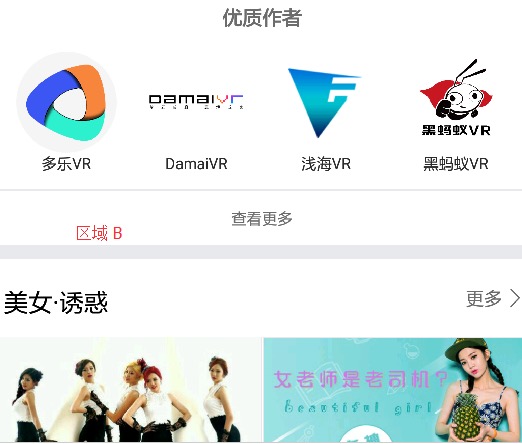 优质作者
DAMAIVR
黑蚂蚁VR
多乐VR
DamaiVR
浅海VR
黑蚂蚁VR
查看更多
区域 B
美女·诱惑
更多
女老师是老司机?
beautiful girl